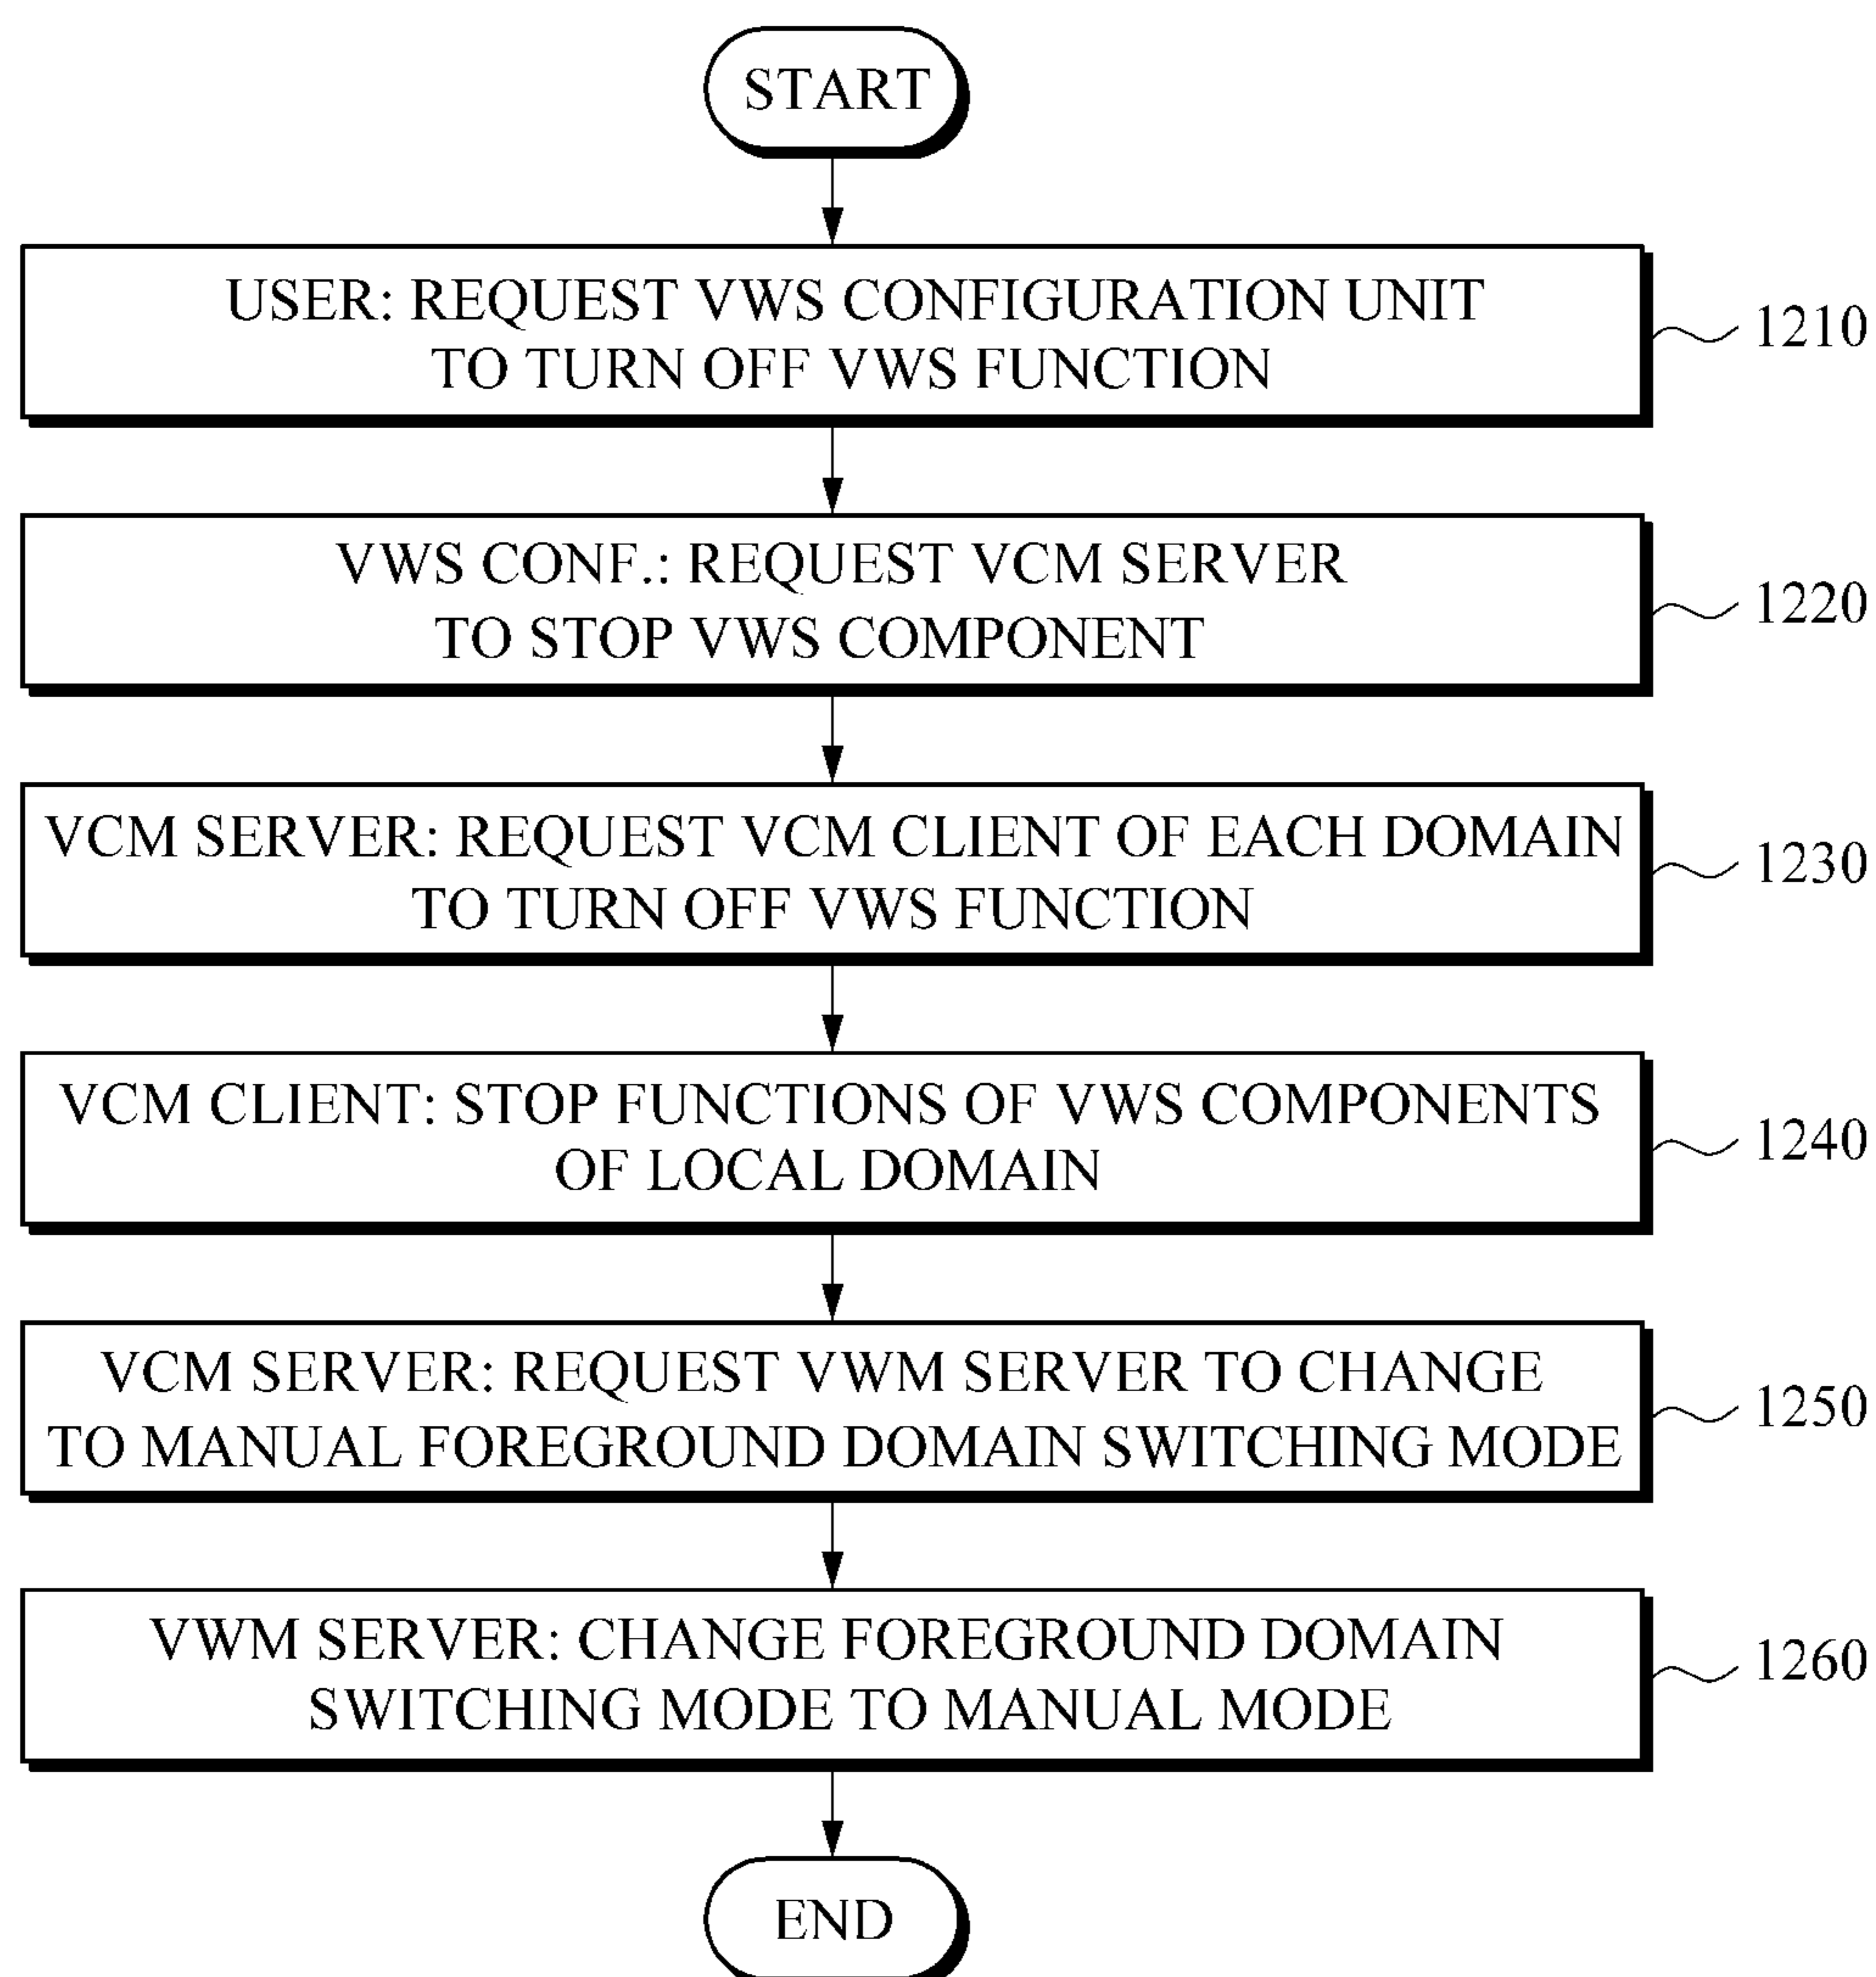 START
USER: REQUEST VWS CONFIGURATION UNIT
TO TURN OFF VWS FUNCTION
1210
VWS CONF.: REQUEST VCM SERVER
TO STOP VWS COMPONENT
1220
VCM SERVER: REQUEST VCM CLIENT OF EACH DOMAIN
TO TURN OFF VWS FUNCTION
1230
VCM CLIENT: STOP FUNCTIONS OF VWS COMPONENTS
OF LOCAL DOMAIN
1240
VCM SERVER: REQUEST VWM SERVER TO CHANGE
TO MANUAL FOREGROUND DOMAIN SWITCHING MODE
1250
VWM SERVER: CHANGE FOREGROUND DOMAIN
SWITCHING MODE TO MANUAL MODE
1260
END